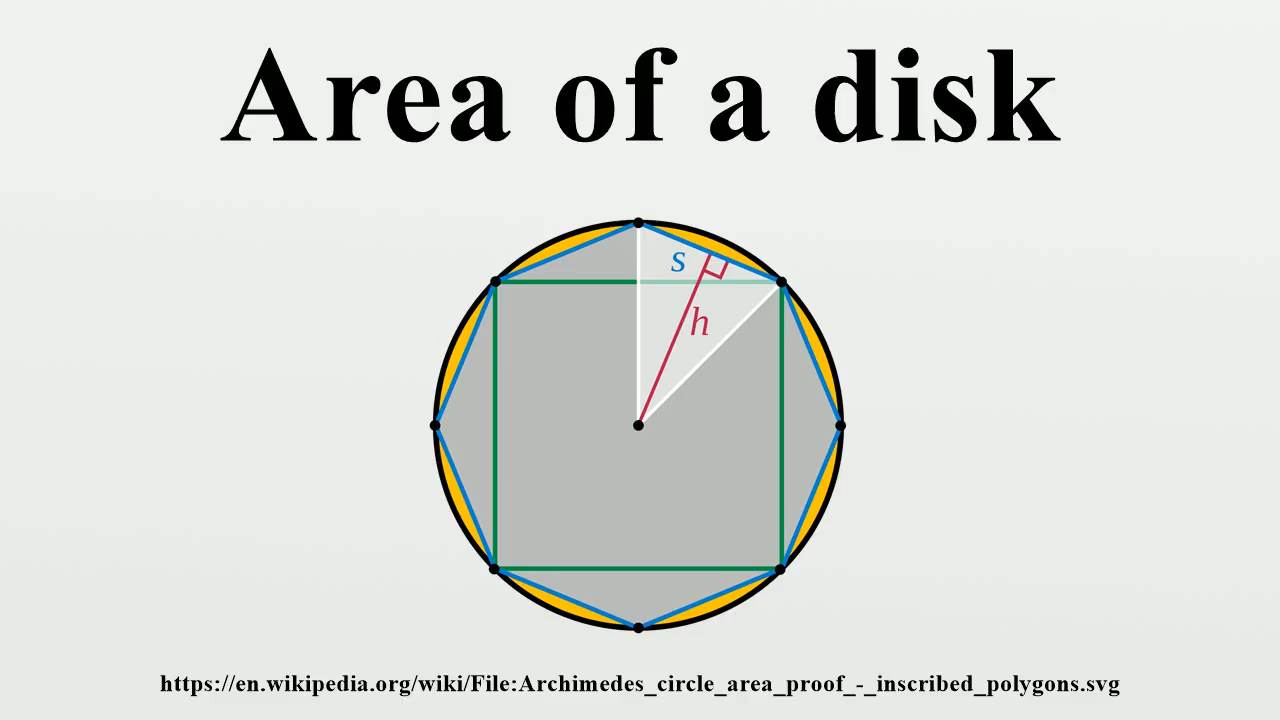 Area of a disk
s
h
https://en.wikipedia.org/wiki/File:Archimedes_circle_area_proof_-_inscribed_polygons.svg